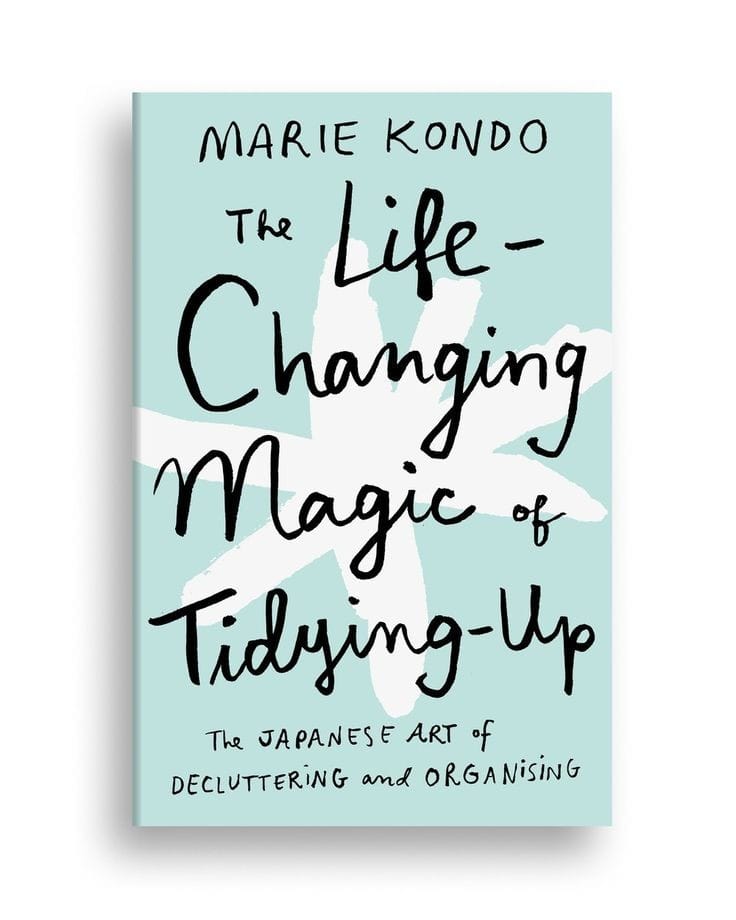 MARIE KONDO
The Life-
Changing
Magic of
Tidying-Up
The JAPANESE ART of
DECLUTTERING and ORGANISING